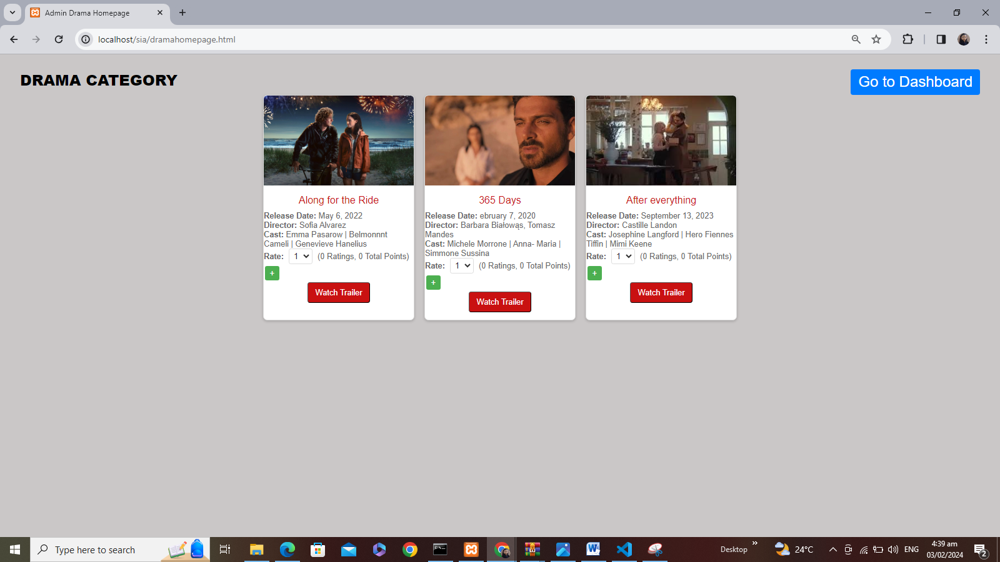 Admin Drama Homepage
localhost/sia/dramahomepage.html
DRAMA CATEGORY
Go to Dashboard
Along for the Ride
Release Date: May 6, 2022
Director: Sofia Alvarez
Cast: Emma Pasarow | Belmonnnt
Cameli | Genevieve Hanelius
Rate: 1 (0 Ratings, 0 Total Points)
+
Watch Trailer
365 Days
Release Date: ebruary 7, 2020
Director: Barbara Białowąs, Tomasz
Mandes
Cast: Michele Morrone | Anna- Maria |
Simmone Sussina
Rate: 1 (0 Ratings, 0 Total Points)
+
Watch Trailer
After everything
Release Date: September 13, 2023
Director: Castille Landon
Cast: Josephine Langford | Hero Fiennes
Tiffin | Mimi Keene
Rate: 1 (0 Ratings, 0 Total Points)
+
Watch Trailer
Type here to search
Desktop
24°C
ENG
4:39 am
03/02/2024
2